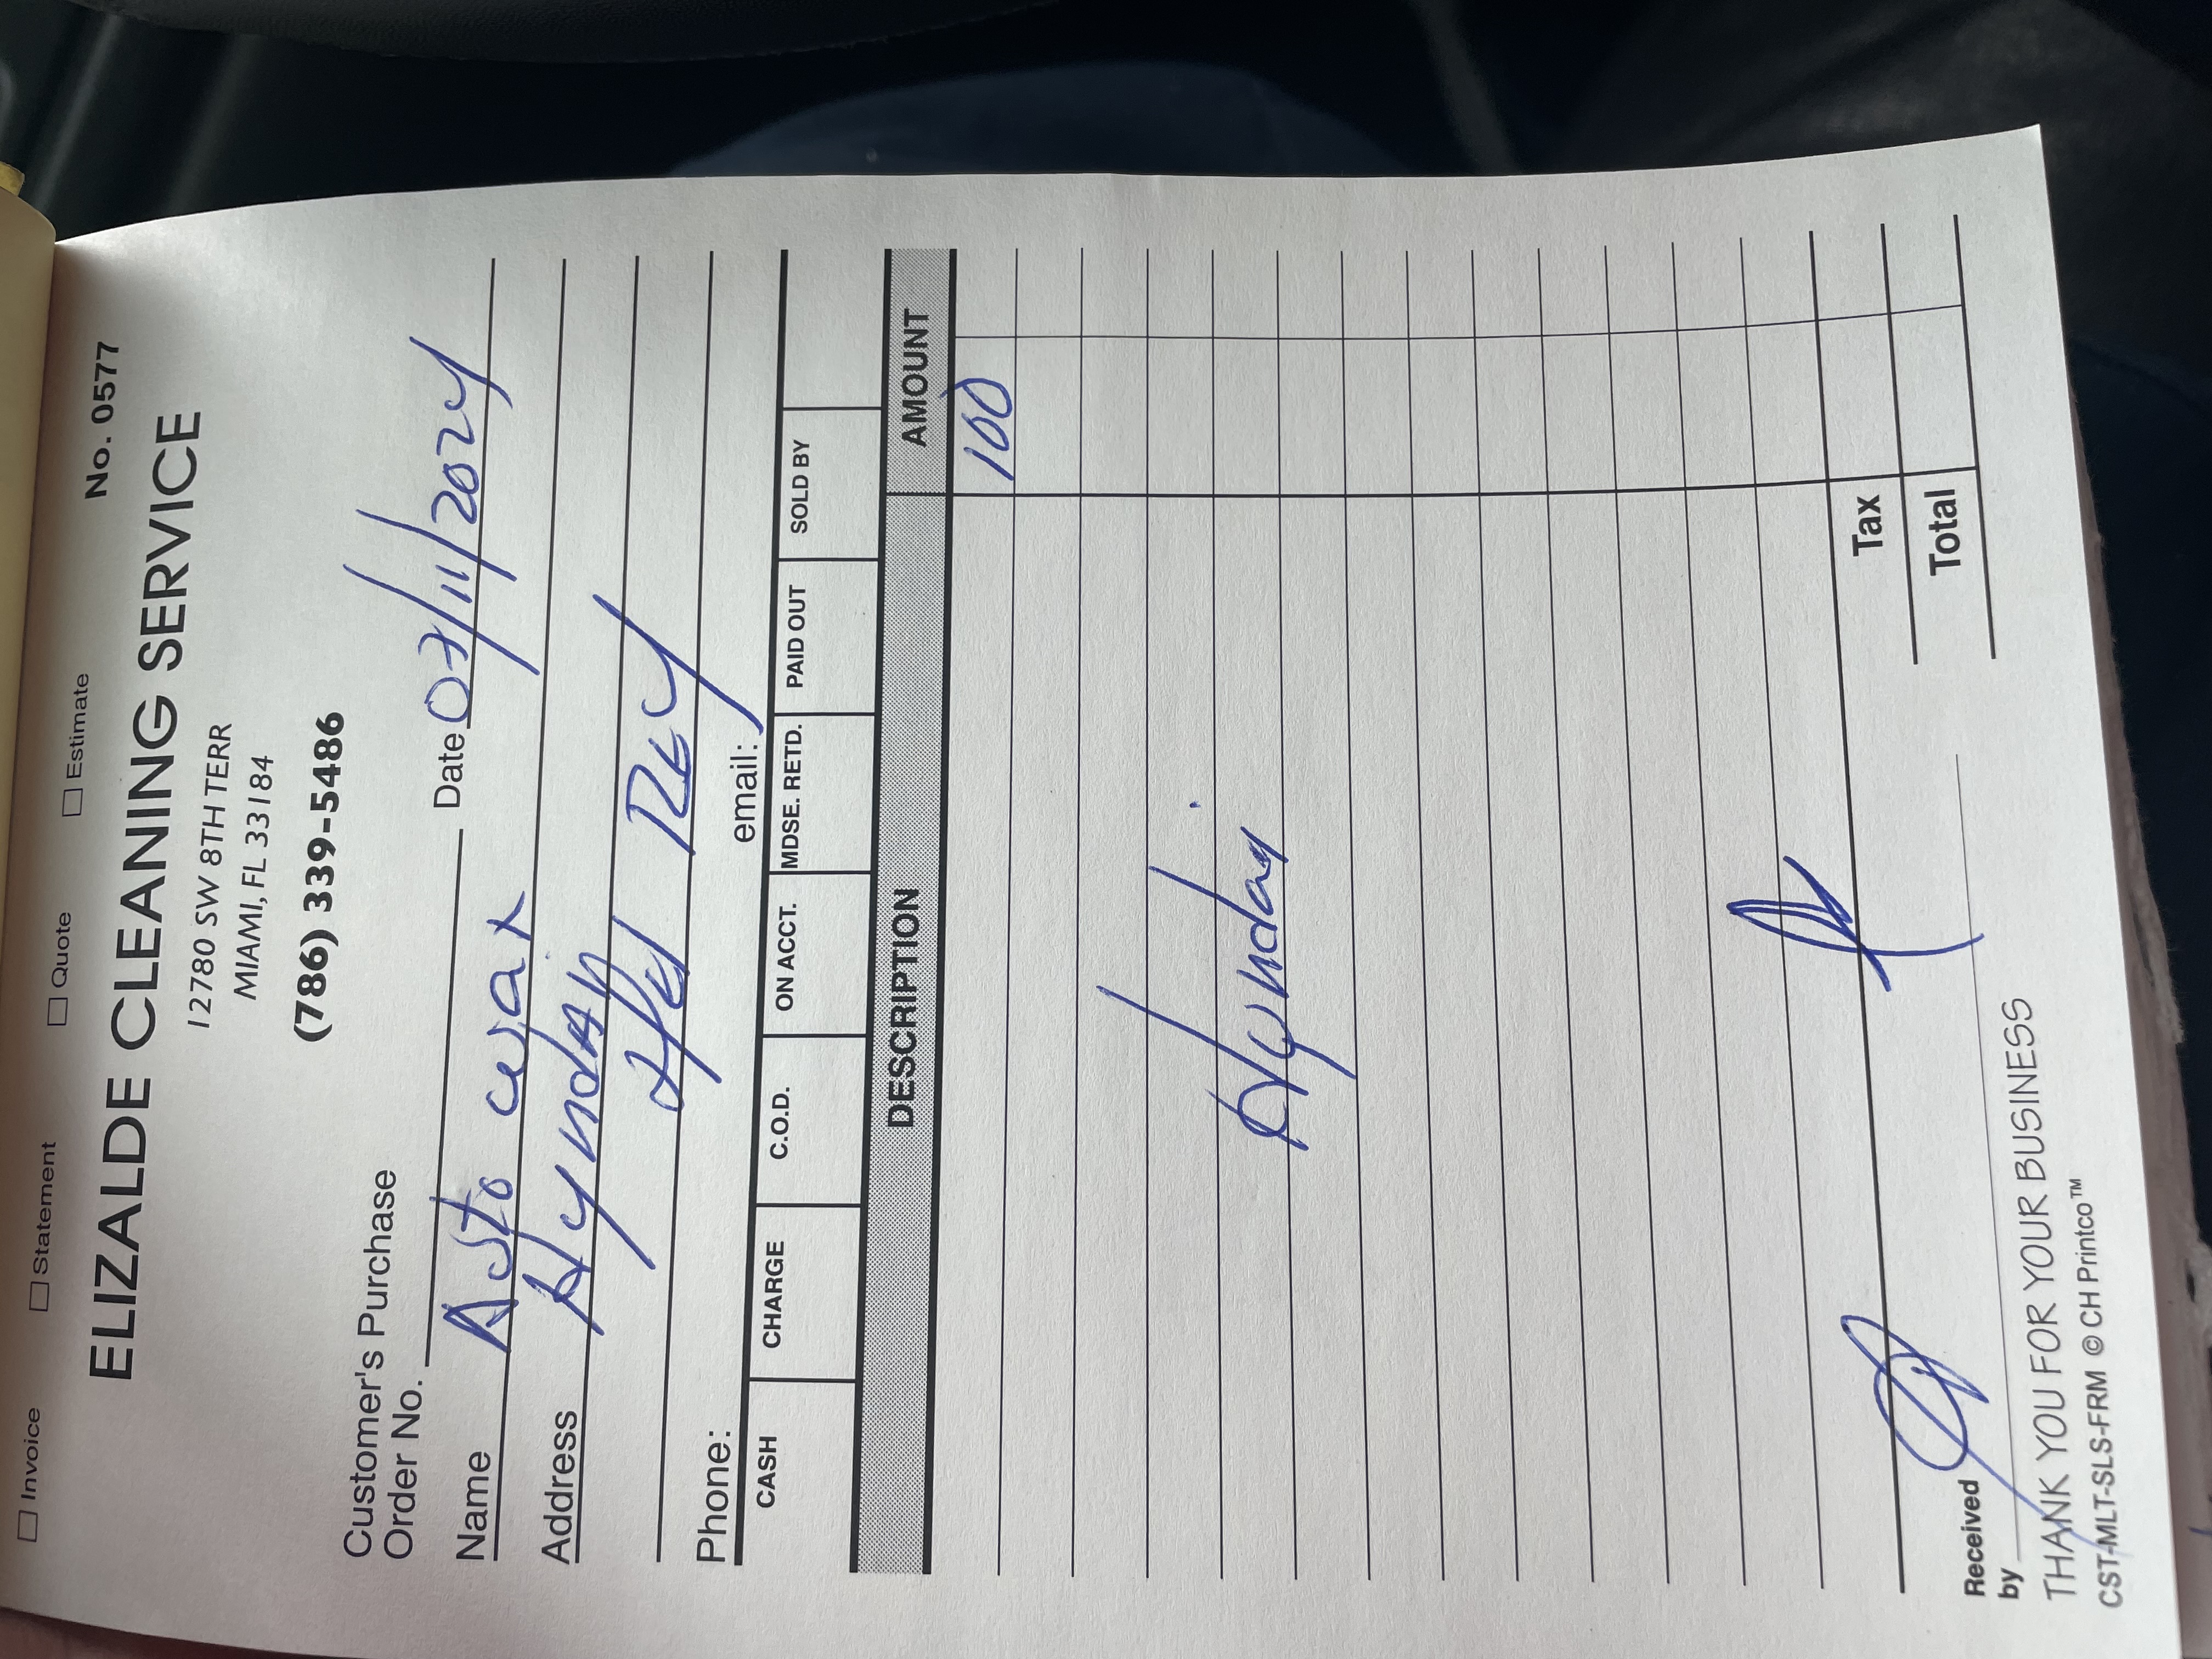 Invoice Statement Quote Estimate
No. 0577
ELIZALDE CLEANING SERVICE
12780 SW 8TH TERR
MIAMI, FL 33184
(786) 339-5486
Customer's Purchase
Order No. Date 07/11/2024
Name Auto wax
Address Hyunday
Phone: email:
CASH CHARGE C.O.D. ON ACCT. MDSE. RETD. PAID OUT SOLD BY
DESCRIPTION AMOUNT
100
Hyunday
Tax
Total
Received
by
THANK YOU FOR YOUR BUSINESS
CST-MLT-SLS-FRM © CH Printco™